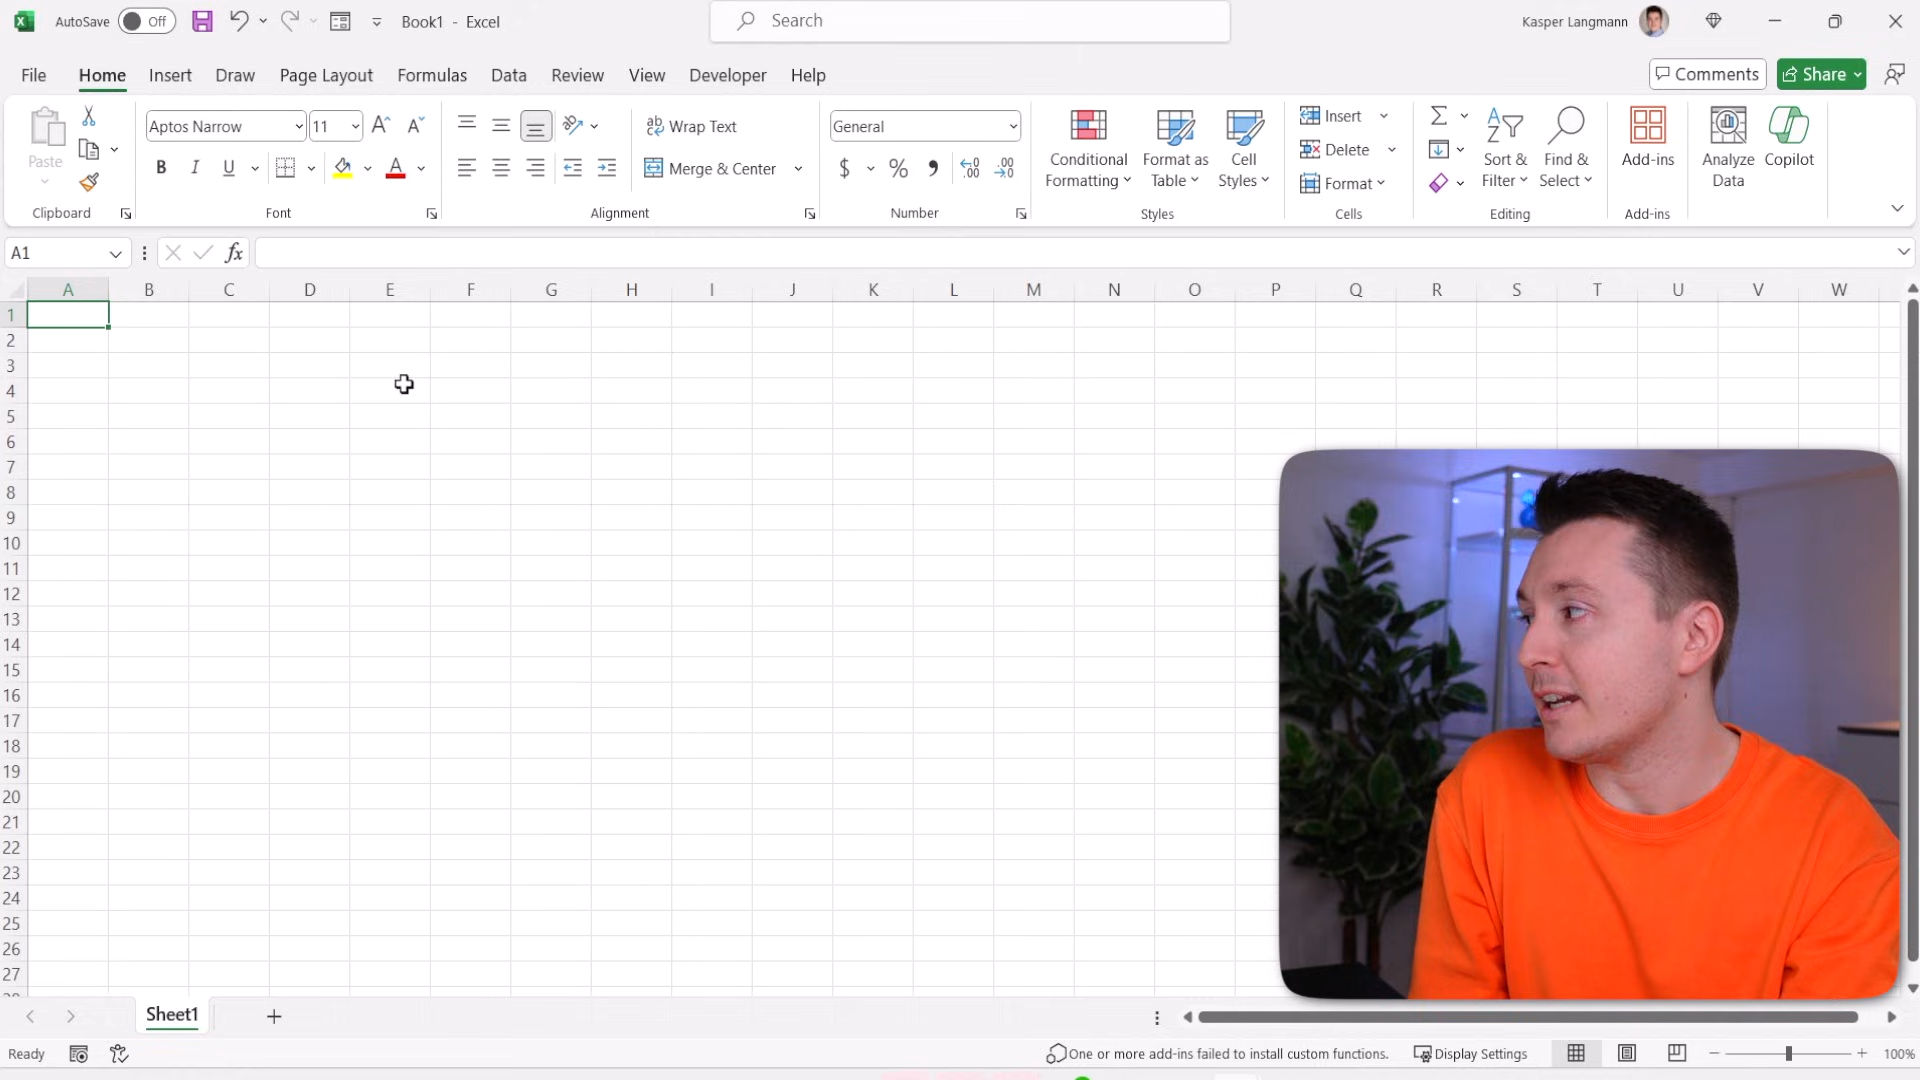 AutoSave Off Book1 - Excel Search Kasper Langmann
File Home Insert Draw Page Layout Formulas Data Review View Developer Help Comments Share
Paste
Clipboard
Aptos Narrow 11
B I U A
Font
Wrap Text
Merge & Center
Alignment
General
$ % 9
Number
Conditional Formatting
Format as Table
Cell Styles
Styles
Insert
Delete
Format
Cells
Sort & Filter
Find & Select
Editing
Add-ins
Add-ins
Analyze Data
Copilot
A1 fx
A B C D E F G H I J K L M N O P Q R S T U V W
1
2
3
4
5
6
7
8
9
10
11
12
13
14
15
16
17
18
19
20
21
22
23
24
25
26
27
Sheet1
Ready One or more add-ins failed to install custom functions. Display Settings 100%